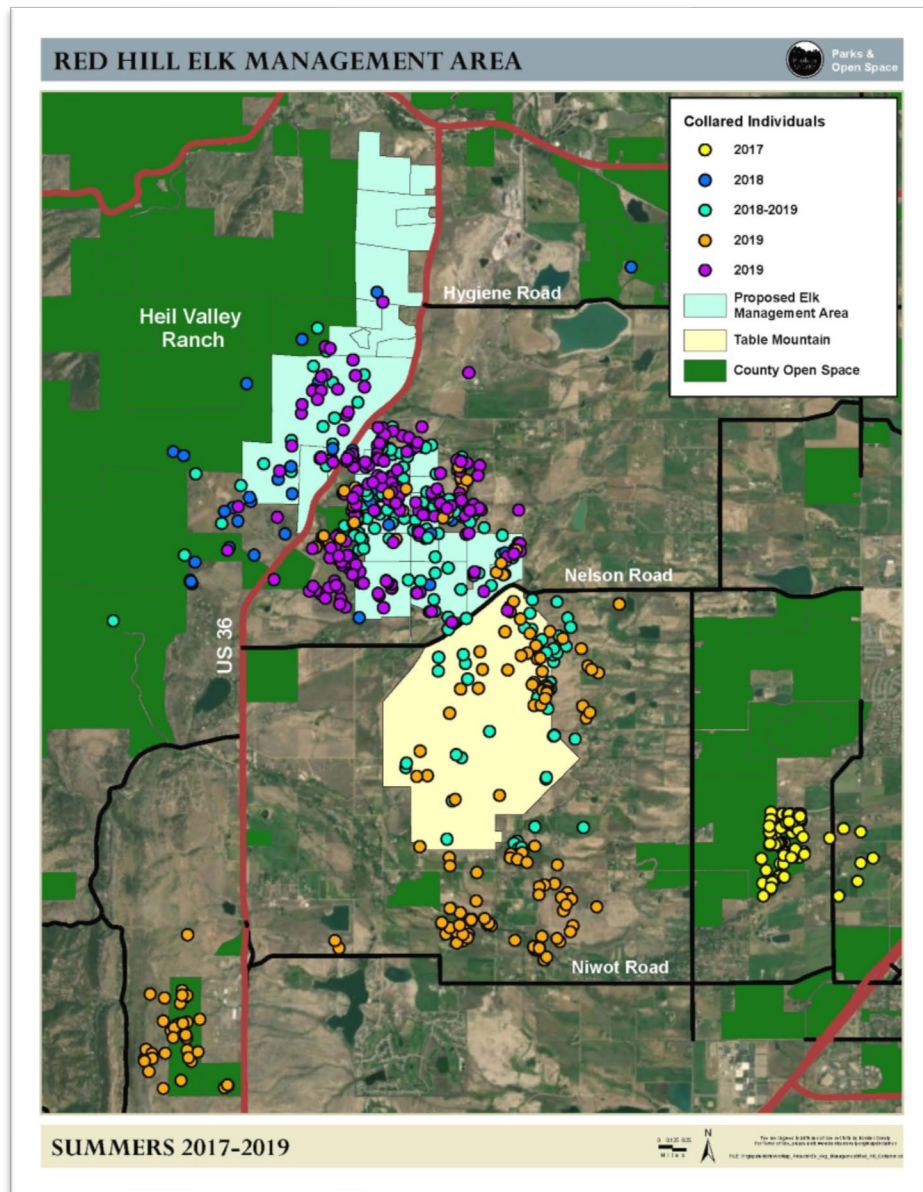 RED HILL ELK MANAGEMENT AREA
Parks &
Open Space
Collared Individuals
2017
2018
2018-2019
2019
2019
Proposed Elk
Management Area
Table Mountain
County Open Space
Hygiene Road
Heil Valley
Ranch
Nelson Road
US 36
Niwot Road
SUMMERS 2017-2019
Miles
N